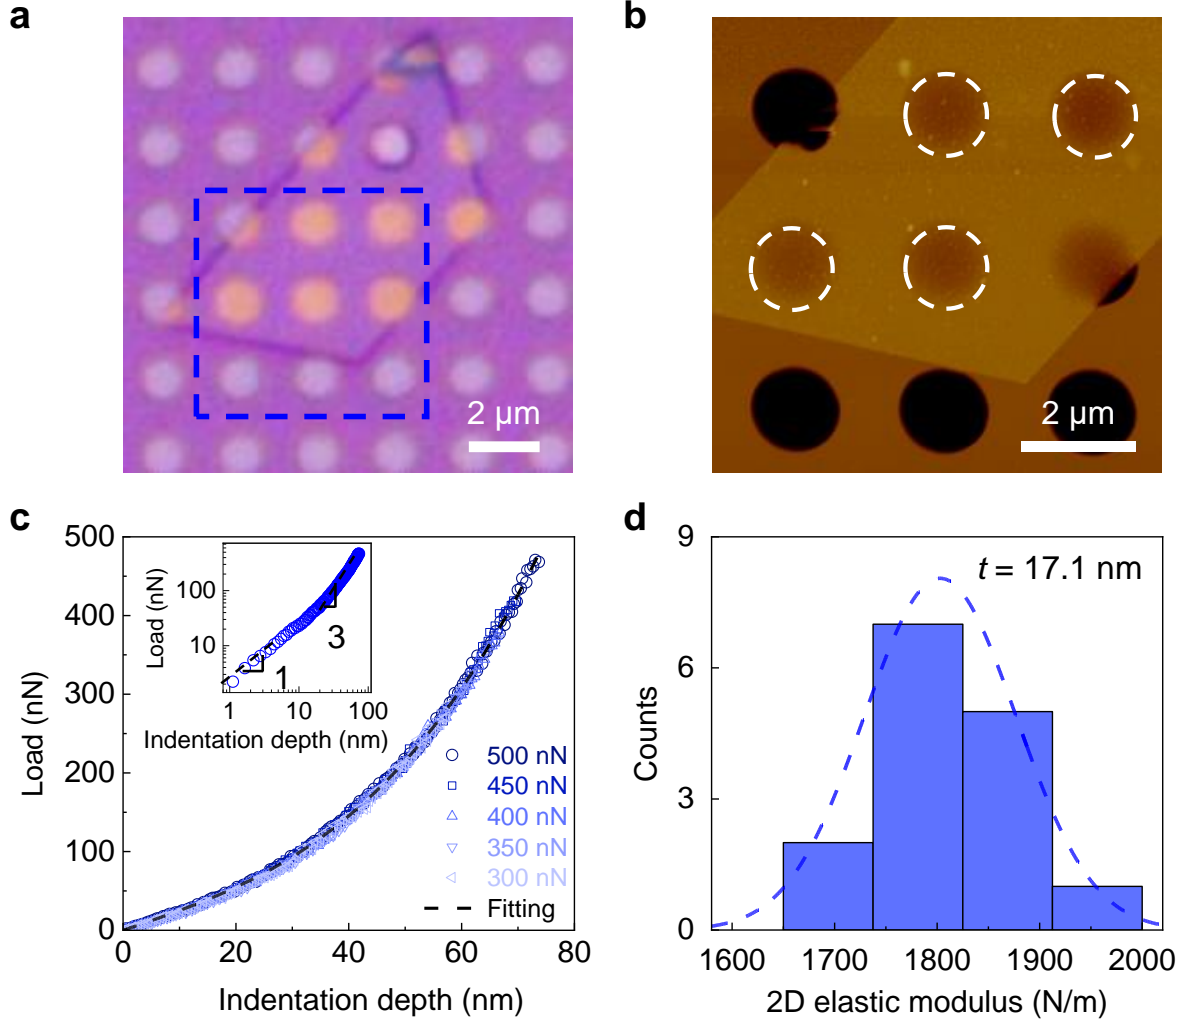 a
b
2 μm
2 μm
c
d
500
400
300
200
100
0
0
20
40
60
80
Load (nN)
Indentation depth (nm)
100
10
1
10
100
Load (nN)
Indentation depth (nm)
3
1
500 nN
450 nN
400 nN
350 nN
300 nN
Fitting
9
6
3
0
1600
1700
1800
1900
2000
Counts
2D elastic modulus (N/m)
t = 17.1 nm